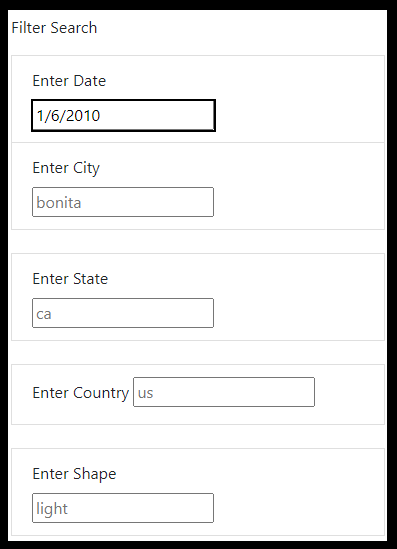 Filter Search
Enter Date
1/6/2010
Enter City
bonita
Enter State
ca
Enter Country us
Enter Shape
light